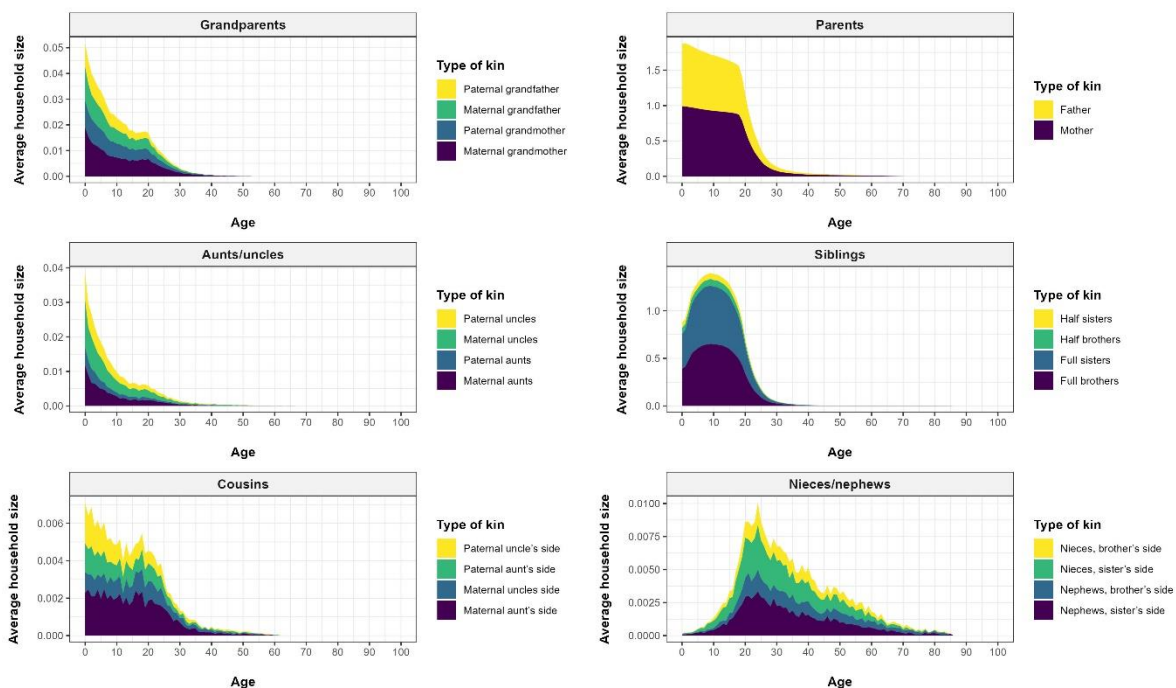 Grandparents
Average household size
0.05
0.04
0.03
0.02
0.01
0.00
0 10 20 30 40 50 60 70 80 90 100
Age
Type of kin
Paternal grandfather
Maternal grandfather
Paternal grandmother
Maternal grandmother
Parents
Average household size
1.5
1.0
0.5
0.0
0 10 20 30 40 50 60 70 80 90 100
Age
Type of kin
Father
Mother
Aunts/uncles
Average household size
0.04
0.03
0.02
0.01
0.00
0 10 20 30 40 50 60 70 80 90 100
Age
Type of kin
Paternal uncles
Maternal uncles
Paternal aunts
Maternal aunts
Siblings
Average household size
1.0
0.5
0.0
0 10 20 30 40 50 60 70 80 90 100
Age
Type of kin
Half sisters
Half brothers
Full sisters
Full brothers
Cousins
Average household size
0.006
0.004
0.002
0.000
0 10 20 30 40 50 60 70 80 90 100
Age
Type of kin
Paternal uncle's side
Paternal aunt's side
Maternal uncles side
Maternal aunt's side
Nieces/nephews
Average household size
0.0100
0.0075
0.0050
0.0025
0.0000
0 10 20 30 40 50 60 70 80 90 100
Age
Type of kin
Nieces, brother's side
Nieces, sister's side
Nephews, brother's side
Nephews, sister's side